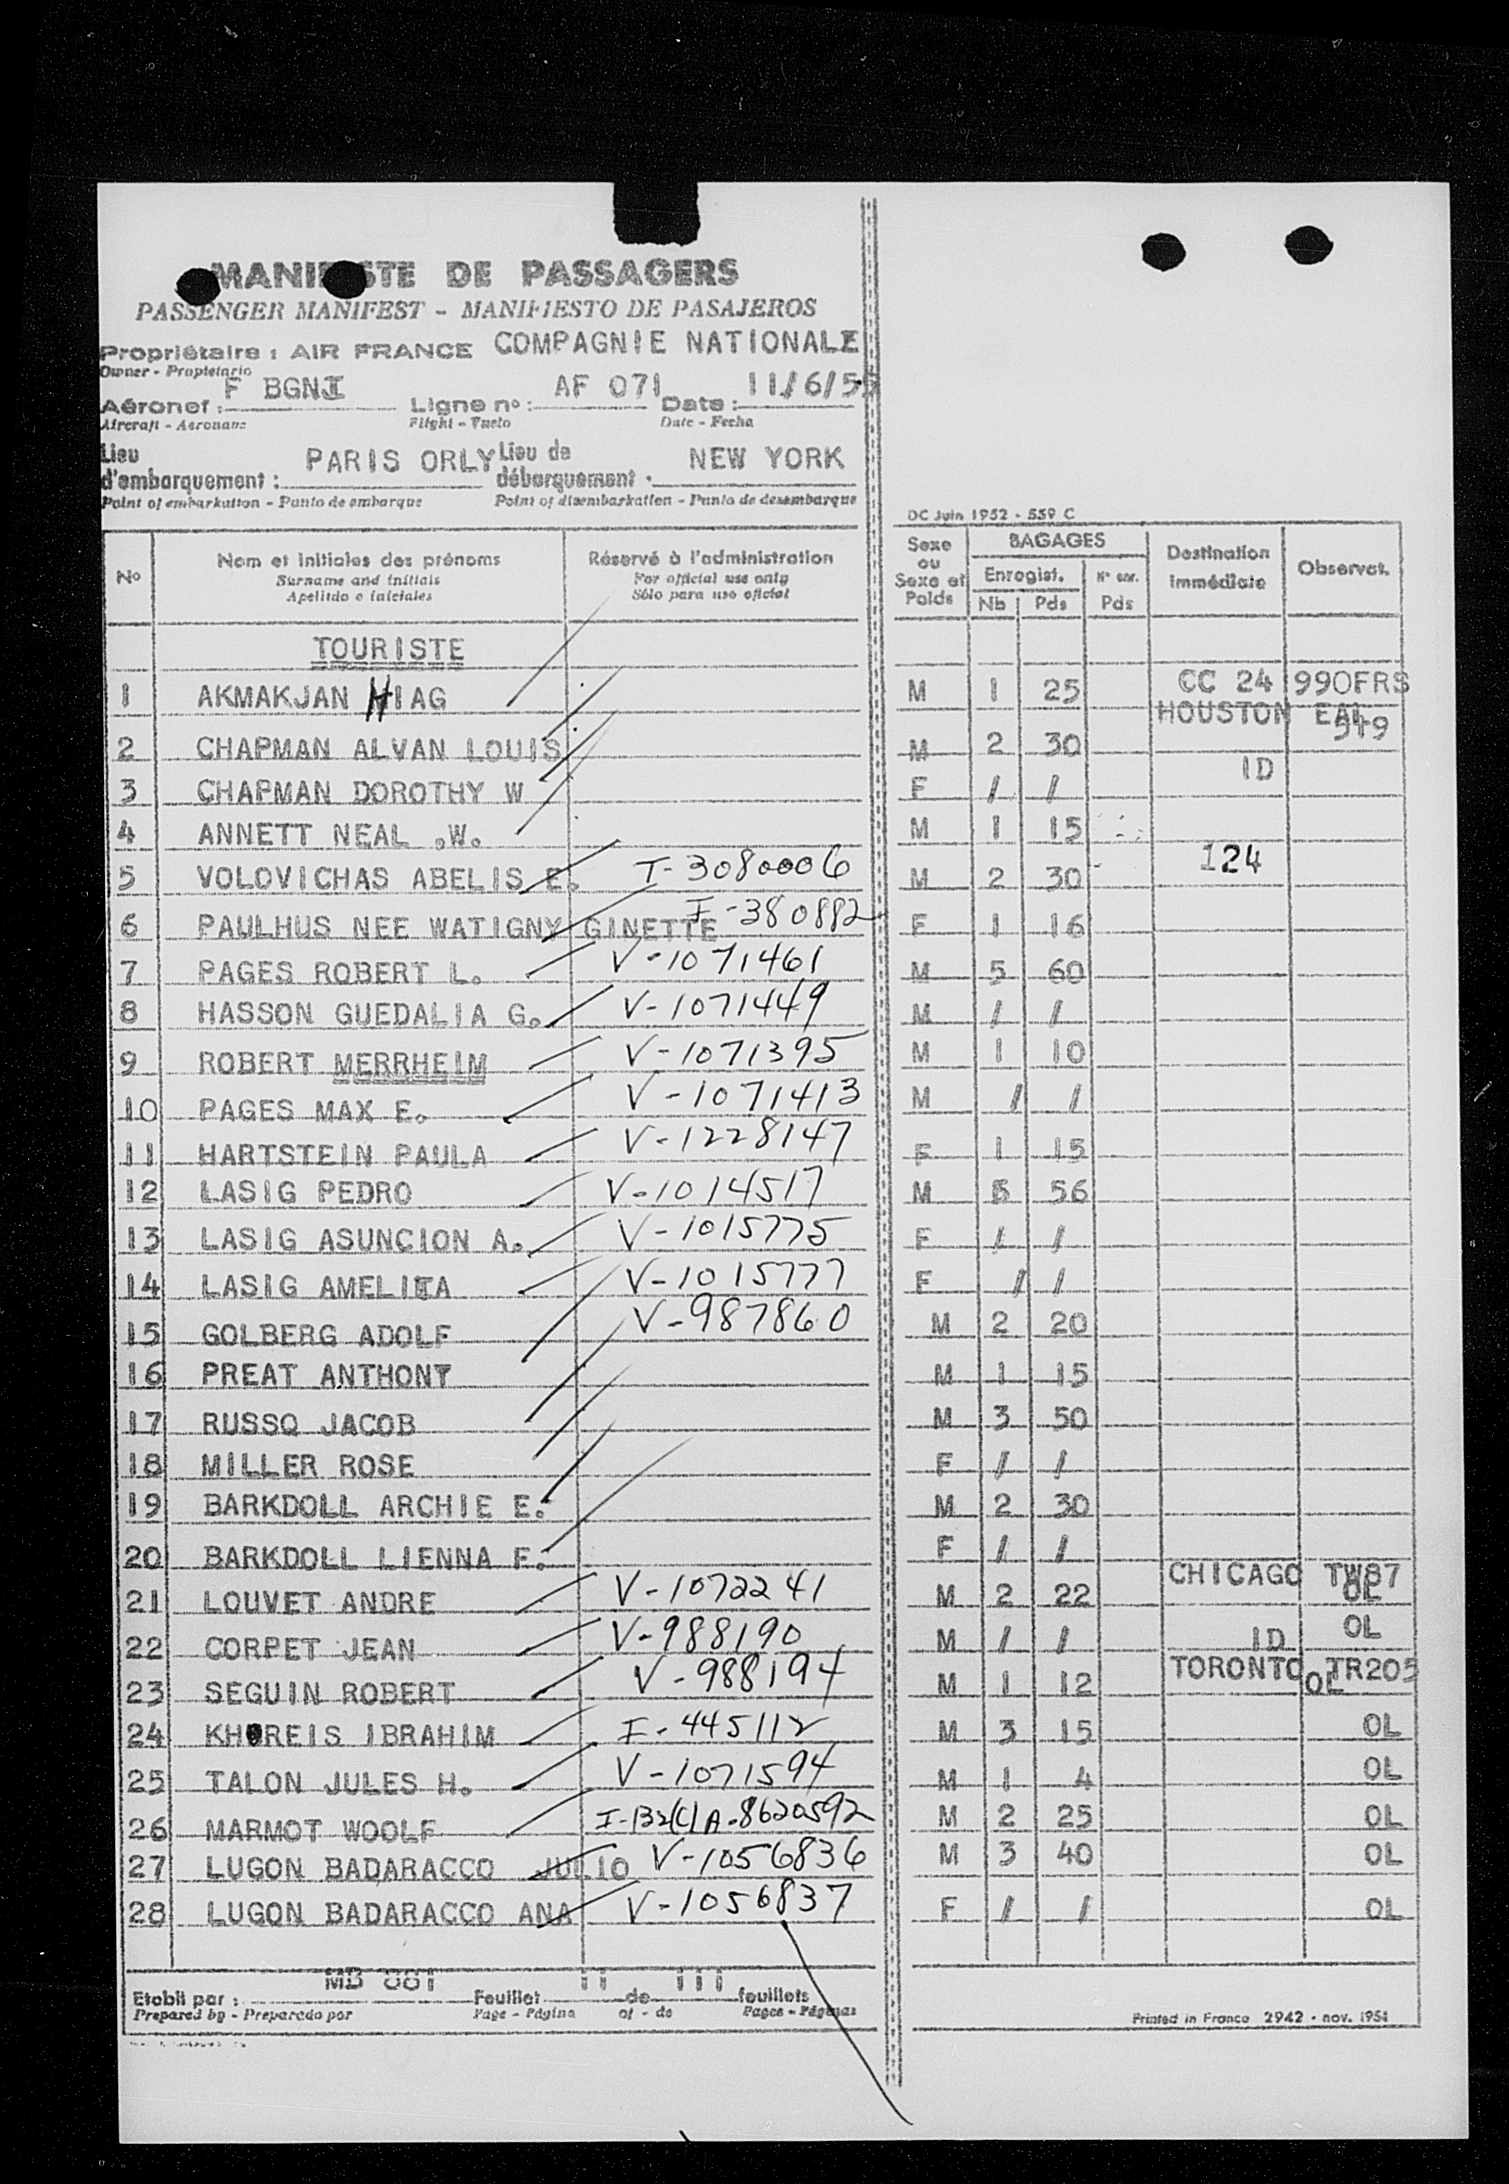 MANIFESTE DE PASSAGERS
PASSENGER MANIFEST - MANIFIESTO DE PASAJEROS
Propriétaire : AIR FRANCE COMPAGNIE NATIONALE
Owner - Propietario
Aéronef : F BGNI Ligne n° : AF 071 Date : 11/6/55
Aircraft - Aeronave Flight - Vuelo Date - Fecha
Lieu d'embarquement : PARIS ORLY Lieu de débarquement : NEW YORK
Point of embarkation - Punto de embarque Point of disembarkation - Punto de desembarque
DC Juin 1952 - 559 C
N° Nom et initiales des prénoms Réservé à l'administration Sexe ou Sexe et Poids BAGAGES Destination immédiate Observat.
Surname and initials For official use only Enregist. N° enr.
Apellido e iniciales Sólo para uso oficial Nb Pds Pds
TOURISTE
1 AKMAKJAN HIAG M 1 25 CC 24 990FRS
HOUSTON EAL
2 CHAPMAN ALVAN LOUIS M 2 30 519
3 CHAPMAN DOROTHY W F / / ID
4 ANNETT NEAL .W. M 1 15
5 VOLOVICHAS ABELIS E. I-3080006 M 2 30 124
6 PAULHUS NEE WATIGNY GINETTE I-380882 F 1 16
7 PAGES ROBERT L. V-1071461 M 5 60
8 HASSON GUEDALIA G. V-1071449 M / /
9 ROBERT MERRHEIM V-1071395 M 1 10
10 PAGES MAX E. V-1071413 M / /
11 HARTSTEIN PAULA V-1228147 F 1 15
12 LASIG PEDRO V-1014517 M 5 56
13 LASIG ASUNCION A. V-1015775 F / /
14 LASIG AMELITA V-1015777 F / /
15 GOLBERG ADOLF V-987860 M 2 20
16 PREAT ANTHONY M 1 15
17 RUSSO JACOB M 3 50
18 MILLER ROSE F / /
19 BARKDOLL ARCHIE E. M 2 30
20 BARKDOLL LIENNA F. F / /
21 LOUVET ANDRE V-1072241 M 2 22 CHICAGO TW87 OL
22 CORPET JEAN V-988190 M / / ID OL
23 SEGUIN ROBERT V-988194 M 1 12 TORONTO TR205 OL
24 KHOREIS IBRAHIM I-445112 M 3 15 OL
25 TALON JULES H. V-1071594 M 1 4 OL
26 MARMOT WOOLF I-132(C) A-8620592 M 2 25 OL
27 LUGON BADARACCO JULIO V-1056836 M 3 40 OL
28 LUGON BADARACCO ANA V-1056837 F / / OL
Etabli par : MB 881 Feuillet II de III feuillets
Prepared by - Preparado por Page - Página of - de Pages - Páginas
Printed in France 2942 - nov. 1951